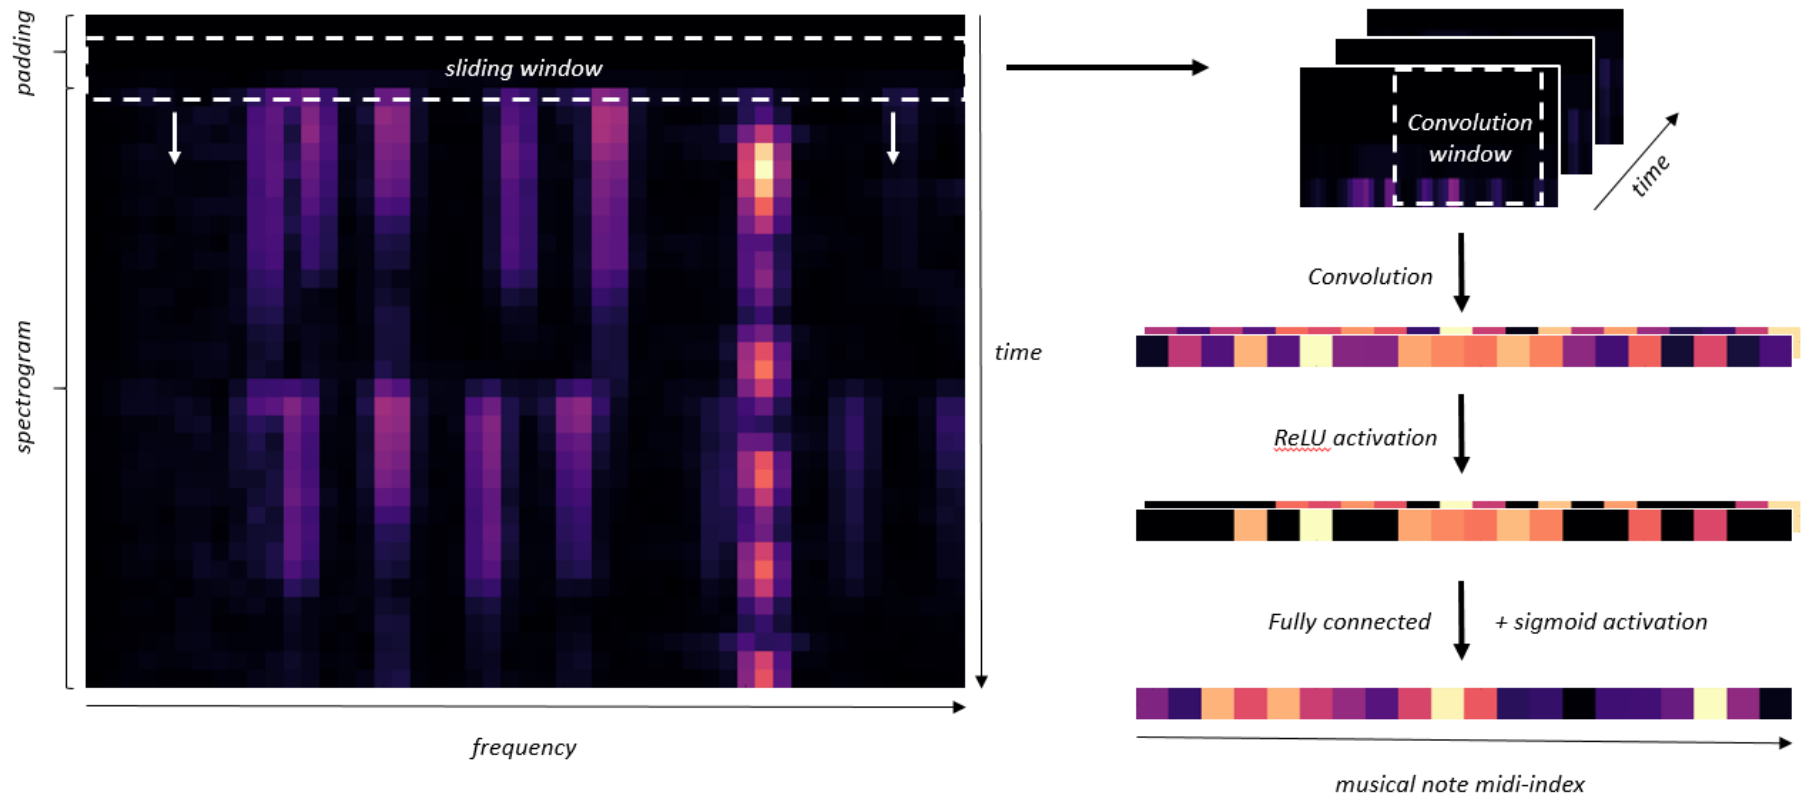 padding
sliding window
spectrogram
time
frequency
Convolution
window
time
Convolution
ReLU activation
Fully connected
+ sigmoid activation
musical note midi-index